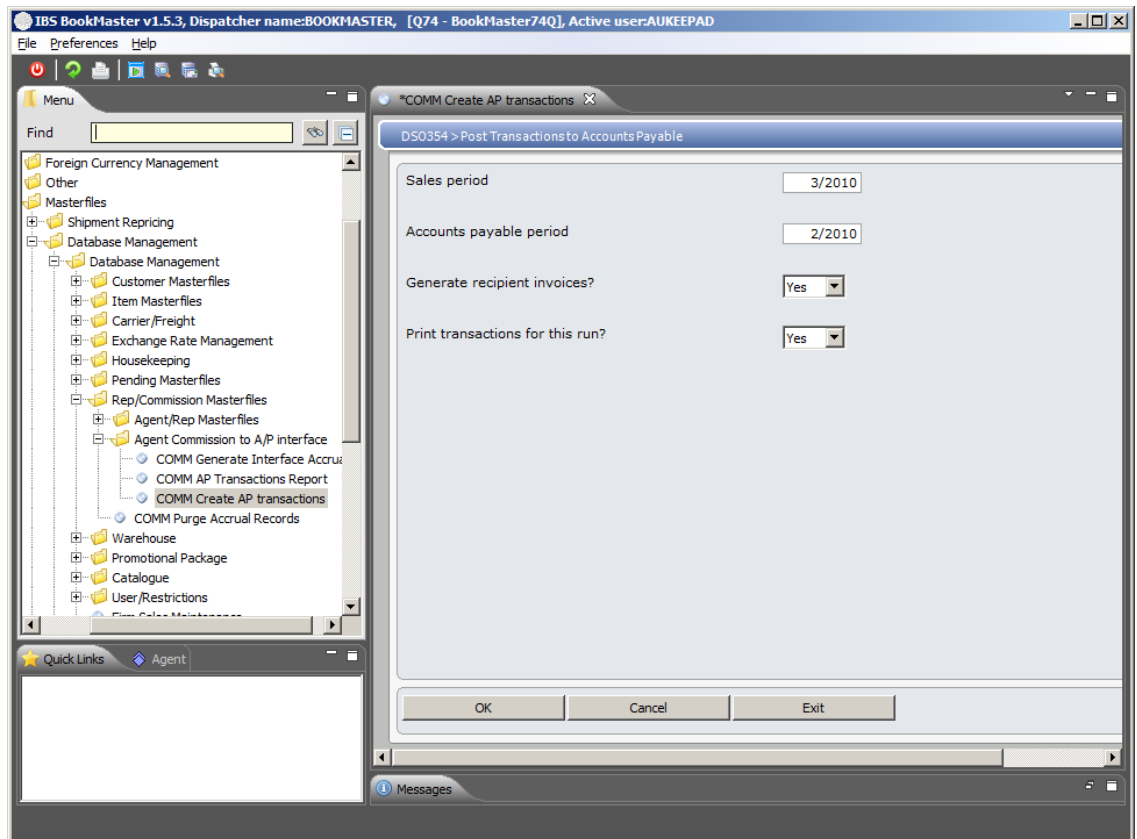 IBS BookMaster v1.5.3, Dispatcher name:BOOKMASTER, [Q74 - BookMaster74Q], Active user:AUKEEPAD
File Preferences Help
Menu
Find
Foreign Currency Management
Other
Masterfiles
Shipment Repricing
Database Management
Database Management
Customer Masterfiles
Item Masterfiles
Carrier/Freight
Exchange Rate Management
Housekeeping
Pending Masterfiles
Rep/Commission Masterfiles
Agent/Rep Masterfiles
Agent Commission to A/P interface
COMM Generate Interface Accrua
COMM AP Transactions Report
COMM Create AP transactions
COMM Purge Accrual Records
Warehouse
Promotional Package
Catalogue
User/Restrictions
Firm Sales Maintenance
Quick Links Agent
*COMM Create AP transactions
DS0354 > Post Transactions to Accounts Payable
Sales period 3/2010
Accounts payable period 2/2010
Generate recipient invoices? Yes
Print transactions for this run? Yes
OK Cancel Exit
Messages